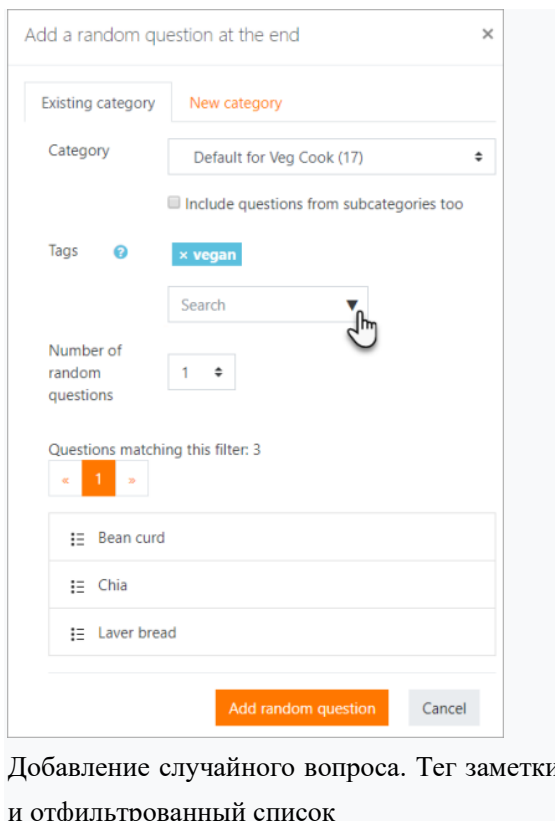 Add a random question at the end ×
Existing category New category
Category Default for Veg Cook (17)
Include questions from subcategories too
Tags ? × vegan
Search
Number of
random 1
questions
Questions matching this filter: 3
« 1 »
Bean curd
Chia
Laver bread
Add random question Cancel
Добавление случайного вопроса. Тег заметки
и отфильтрованный список